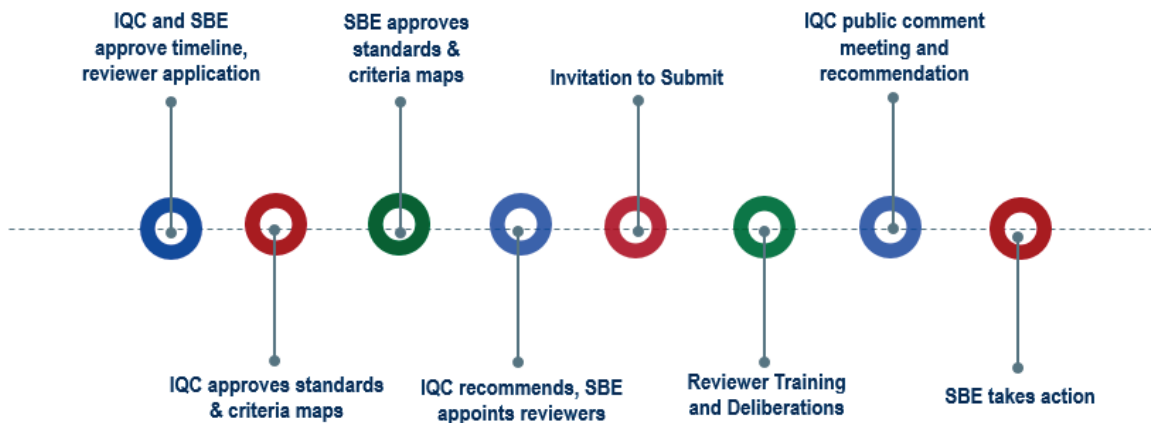 IQC and SBE
approve timeline,
reviewer application
IQC approves standards
& criteria maps
SBE approves
standards &
criteria maps
IQC recommends, SBE
appoints reviewers
Invitation to Submit
Reviewer Training
and Deliberations
IQC public comment
meeting and
recommendation
SBE takes action